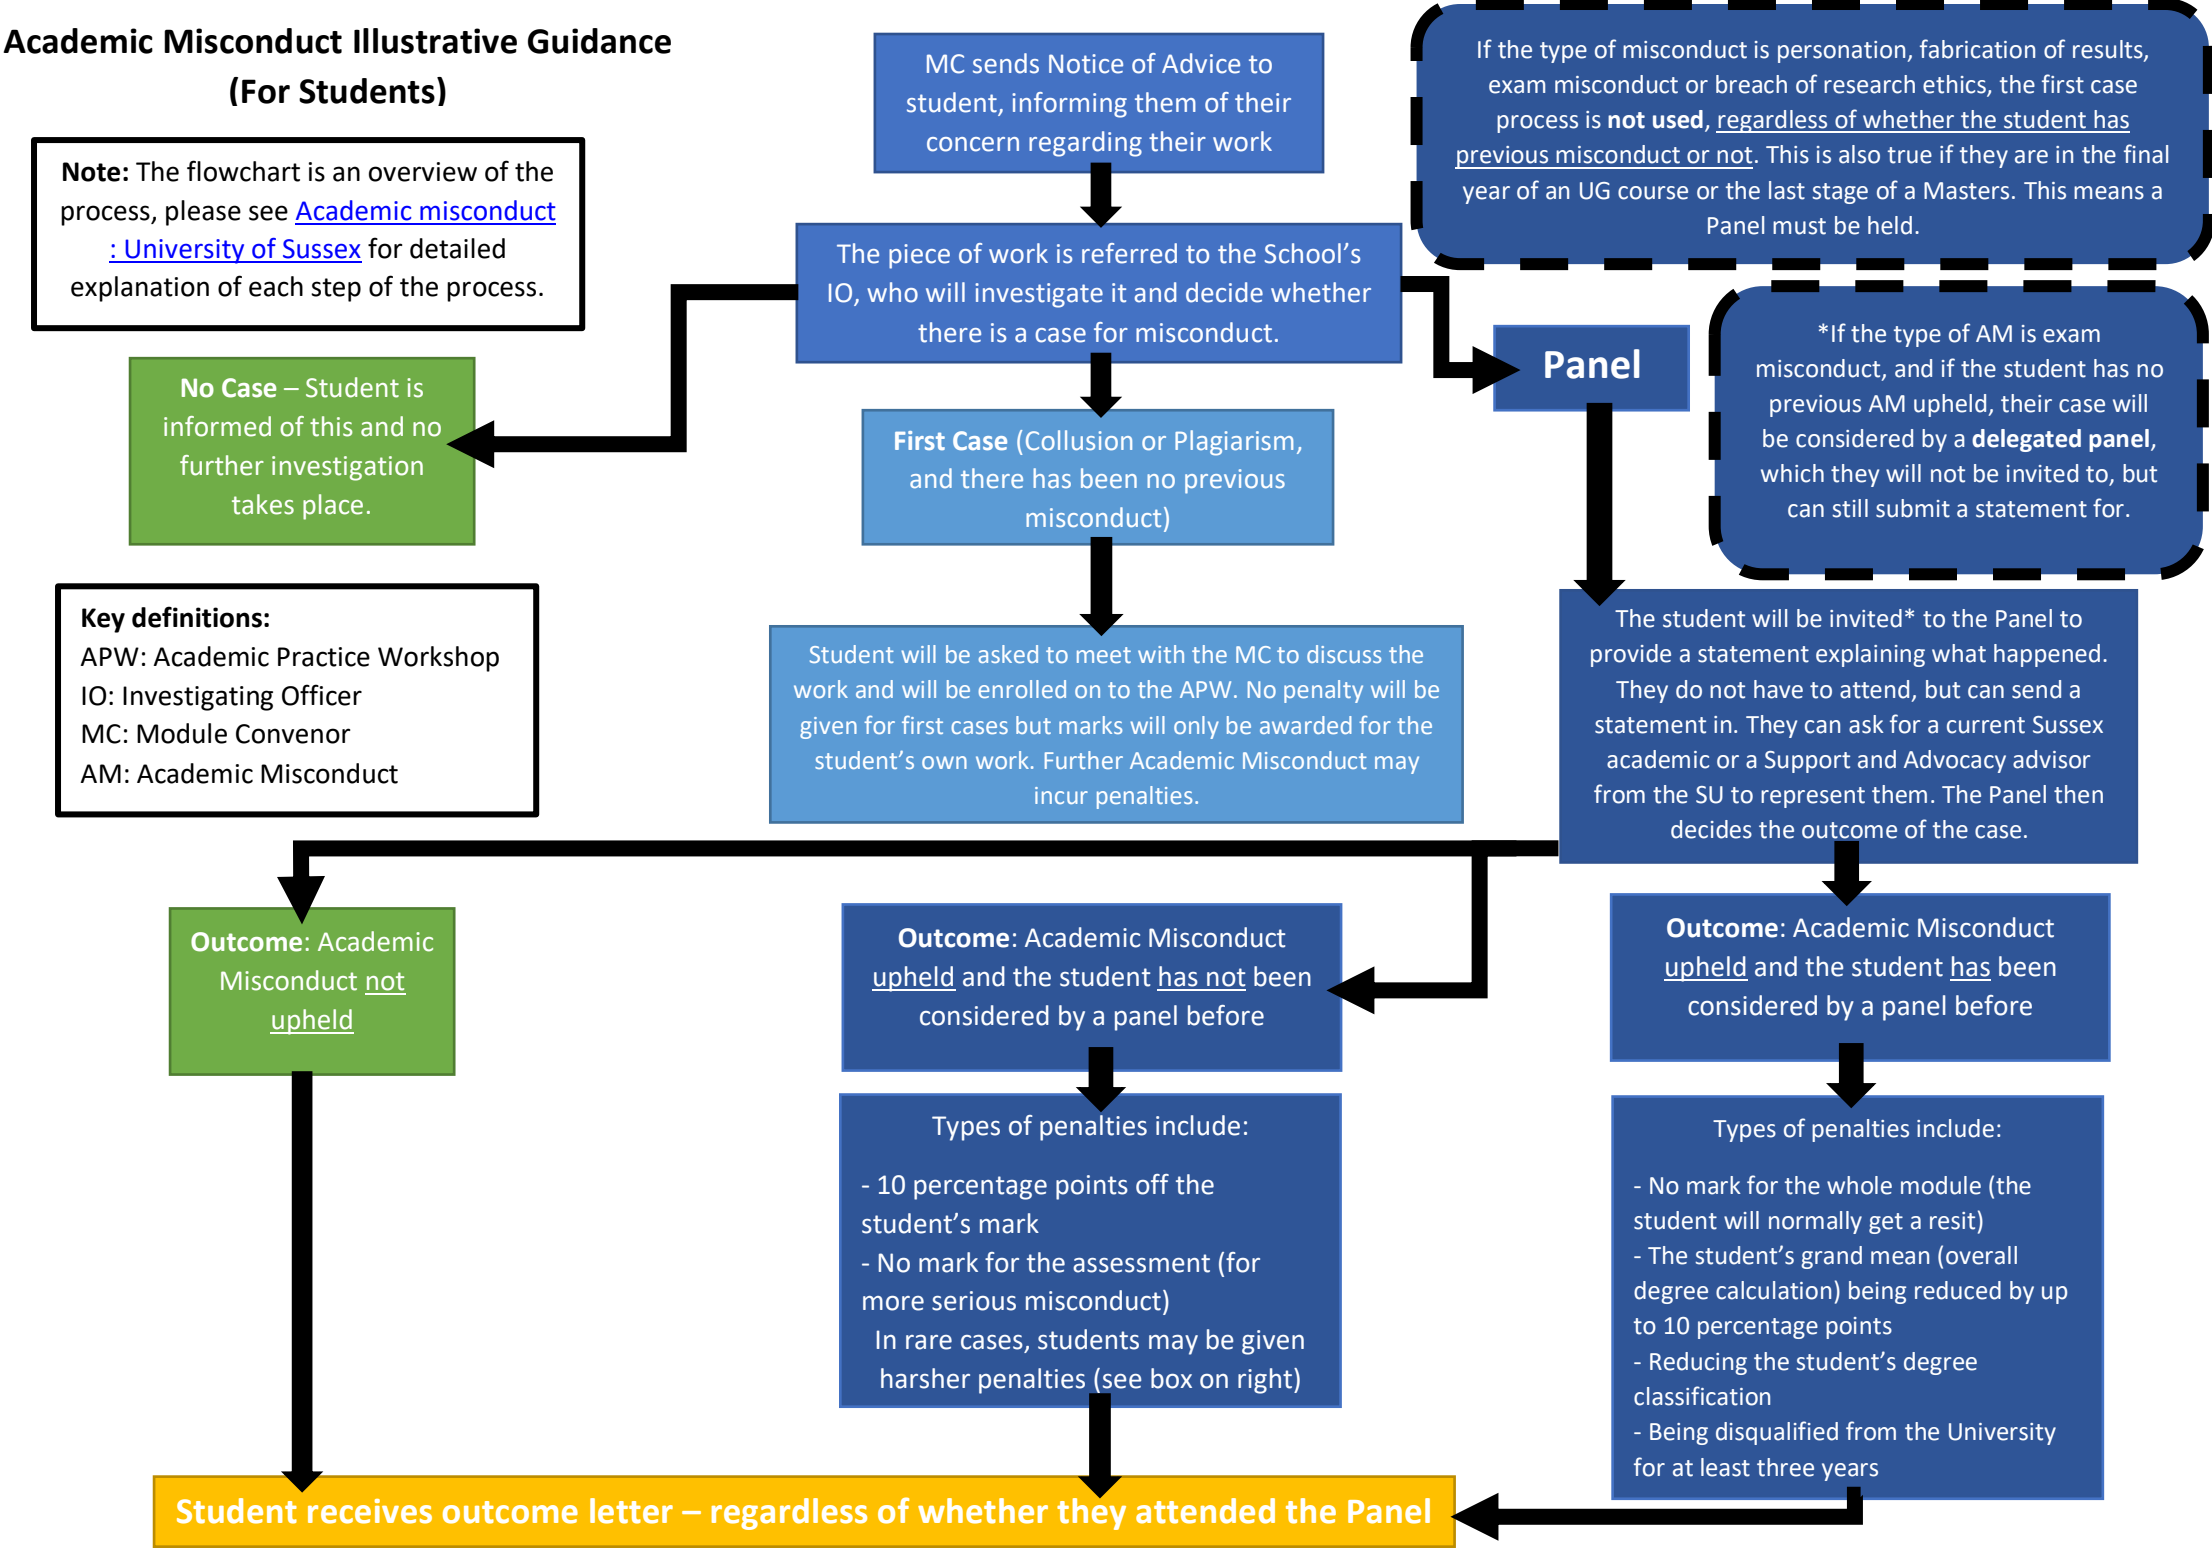 Academic Misconduct Illustrative Guidance
(For Students)
Note: The flowchart is an overview of the
process, please see Academic misconduct
: University of Sussex for detailed
explanation of each step of the process.
MC sends Notice of Advice to
student, informing them of their
concern regarding their work
If the type of misconduct is personation, fabrication of results,
exam misconduct or breach of research ethics, the first case
process is not used, regardless of whether the student has
previous misconduct or not. This is also true if they are in the final
year of an UG course or the last stage of a Masters. This means a
Panel must be held.
The piece of work is referred to the School’s
IO, who will investigate it and decide whether
there is a case for misconduct.
Panel
*If the type of AM is exam
misconduct, and if the student has no
previous AM upheld, their case will
be considered by a delegated panel,
which they will not be invited to, but
can still submit a statement for.
No Case – Student is
informed of this and no
further investigation
takes place.
First Case (Collusion or Plagiarism,
and there has been no previous
misconduct)
Key definitions:
APW: Academic Practice Workshop
IO: Investigating Officer
MC: Module Convenor
AM: Academic Misconduct
Student will be asked to meet with the MC to discuss the
work and will be enrolled on to the APW. No penalty will be
given for first cases but marks will only be awarded for the
student’s own work. Further Academic Misconduct may
incur penalties.
The student will be invited* to the Panel to
provide a statement explaining what happened.
They do not have to attend, but can send a
statement in. They can ask for a current Sussex
academic or a Support and Advocacy advisor
from the SU to represent them. The Panel then
decides the outcome of the case.
Outcome: Academic
Misconduct not
upheld
Outcome: Academic Misconduct
upheld and the student has not been
considered by a panel before
Outcome: Academic Misconduct
upheld and the student has been
considered by a panel before
Types of penalties include:
- 10 percentage points off the
student’s mark
- No mark for the assessment (for
more serious misconduct)
In rare cases, students may be given
harsher penalties (see box on right)
Types of penalties include:
- No mark for the whole module (the
student will normally get a resit)
- The student’s grand mean (overall
degree calculation) being reduced by up
to 10 percentage points
- Reducing the student’s degree
classification
- Being disqualified from the University
for at least three years
Student receives outcome letter – regardless of whether they attended the Panel